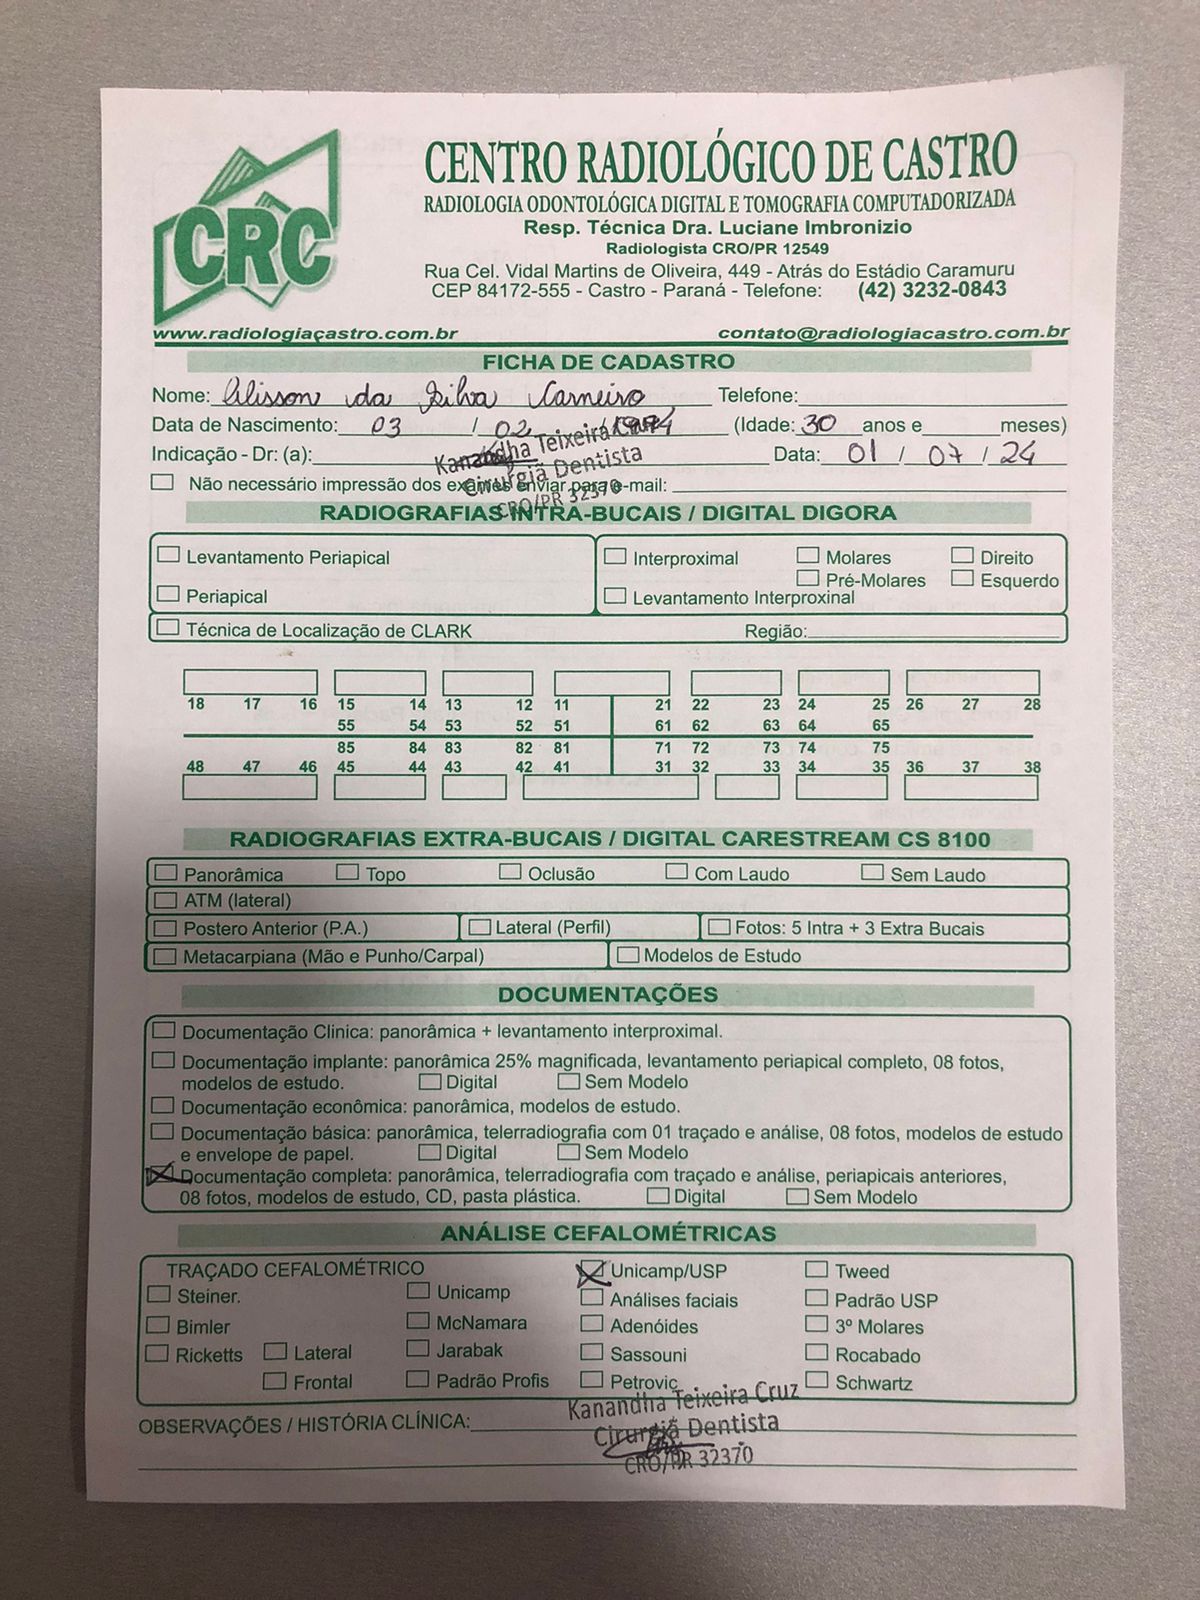 CRC
CENTRO RADIOLÓGICO DE CASTRO
RADIOLOGIA ODONTOLÓGICA DIGITAL E TOMOGRAFIA COMPUTADORIZADA
Resp. Técnica Dra. Luciane Imbronizio
Radiologista CRO/PR 12549
Rua Cel. Vidal Martins de Oliveira, 449 - Atrás do Estádio Caramuru
CEP 84172-555 - Castro - Paraná - Telefone: (42) 3232-0843
www.radiologiacastro.com.br contato@radiologiacastro.com.br
FICHA DE CADASTRO
Nome: Alisson da Silva Carneiro Telefone:
Data de Nascimento: 03 / 02 / 1994 (Idade: 30 anos e meses)
Kanandha Teixeira Cruz
Indicação - Dr: (a): Data: 01 / 07 / 24
Cirurgiã Dentista
Não necessário impressão dos exames enviar para e-mail:
CRO/PR 32370
RADIOGRAFIAS INTRA-BUCAIS / DIGITAL DIGORA
Levantamento Periapical Interproximal Molares Direito
Pré-Molares Esquerdo
Periapical Levantamento Interproxinal
Técnica de Localização de CLARK Região:
18 17 16 15 14 13 12 11 21 22 23 24 25 26 27 28
55 54 53 52 51 61 62 63 64 65
85 84 83 82 81 71 72 73 74 75
48 47 46 45 44 43 42 41 31 32 33 34 35 36 37 38
RADIOGRAFIAS EXTRA-BUCAIS / DIGITAL CARESTREAM CS 8100
Panorâmica Topo Oclusão Com Laudo Sem Laudo
ATM (lateral)
Postero Anterior (P.A.) Lateral (Perfil) Fotos: 5 Intra + 3 Extra Bucais
Metacarpiana (Mão e Punho/Carpal) Modelos de Estudo
DOCUMENTAÇÕES
Documentação Clinica: panorâmica + levantamento interproximal.
Documentação implante: panorâmica 25% magnificada, levantamento periapical completo, 08 fotos,
modelos de estudo. Digital Sem Modelo
Documentação econômica: panorâmica, modelos de estudo.
Documentação básica: panorâmica, telerradiografia com 01 traçado e análise, 08 fotos, modelos de estudo
e envelope de papel. Digital Sem Modelo
Documentação completa: panorâmica, telerradiografia com traçado e análise, periapicais anteriores,
08 fotos, modelos de estudo, CD, pasta plástica. Digital Sem Modelo
ANÁLISE CEFALOMÉTRICAS
TRAÇADO CEFALOMÉTRICO Unicamp/USP Tweed
Steiner. Unicamp Análises faciais Padrão USP
Bimler McNamara Adenóides 3º Molares
Ricketts Lateral Jarabak Sassouni Rocabado
Frontal Padrão Profis Petrovic Schwartz
Kanandha Teixeira Cruz
OBSERVAÇÕES / HISTÓRIA CLÍNICA:
Cirurgiã Dentista
CRO/PR 32370